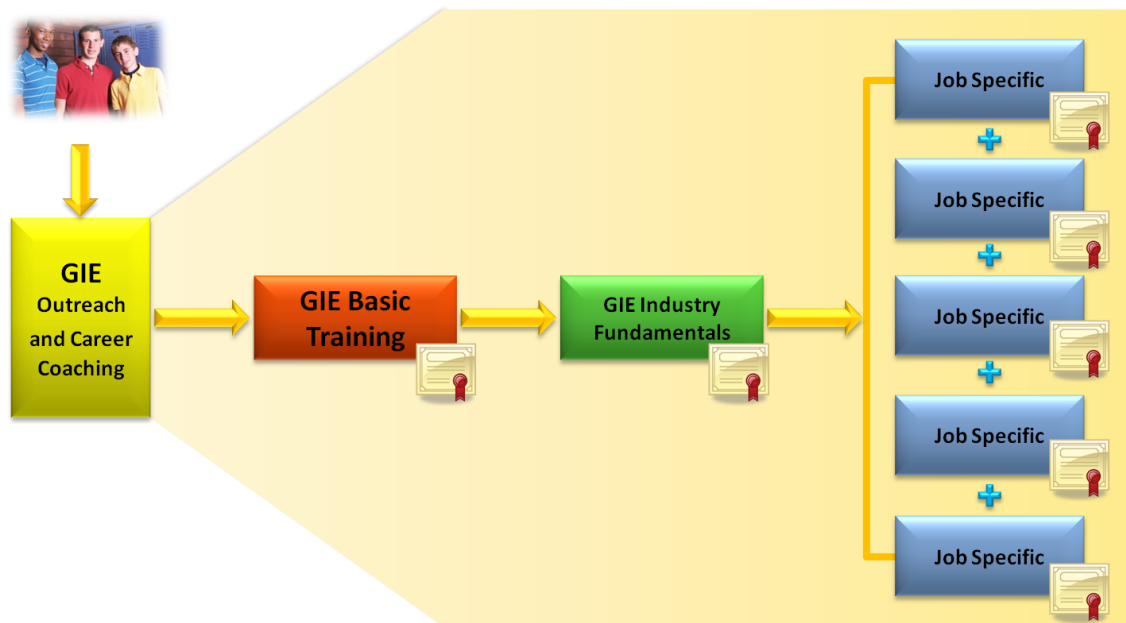 GIE
Outreach
and Career
Coaching
GIE Basic
Training
GIE Industry
Fundamentals
Job Specific
Job Specific
Job Specific
Job Specific
Job Specific